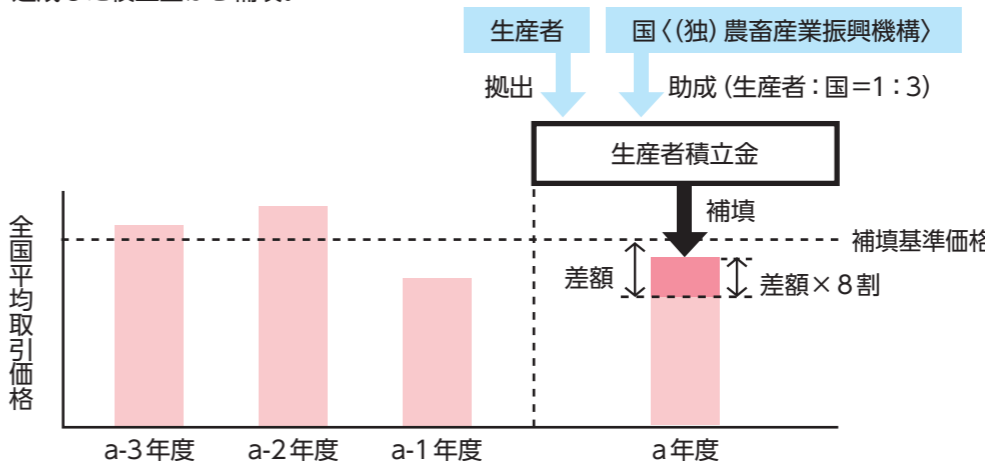 生産者
国〈(独)農畜産業振興機構〉
拠出
助成(生産者:国=1:3)
生産者積立金
補填
補填基準価格
差額
差額×8割
全国平均取引価格
a-3年度
a-2年度
a-1年度
a年度